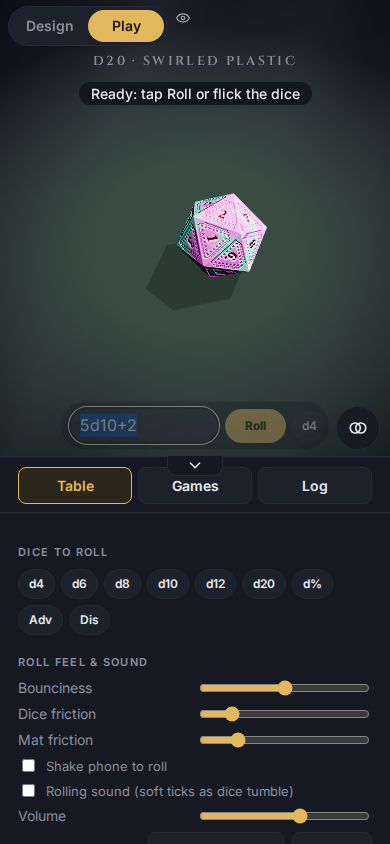 Design Play
D20 · SWIRLED PLASTIC
Ready: tap Roll or flick the dice
2
1
5d10+2 Roll d4
Table Games Log
DICE TO ROLL
d4 d6 d8 d10 d12 d20 d%
Adv Dis
ROLL FEEL & SOUND
Bounciness
Dice friction
Mat friction
Shake phone to roll
Rolling sound (soft ticks as dice tumble)
Volume